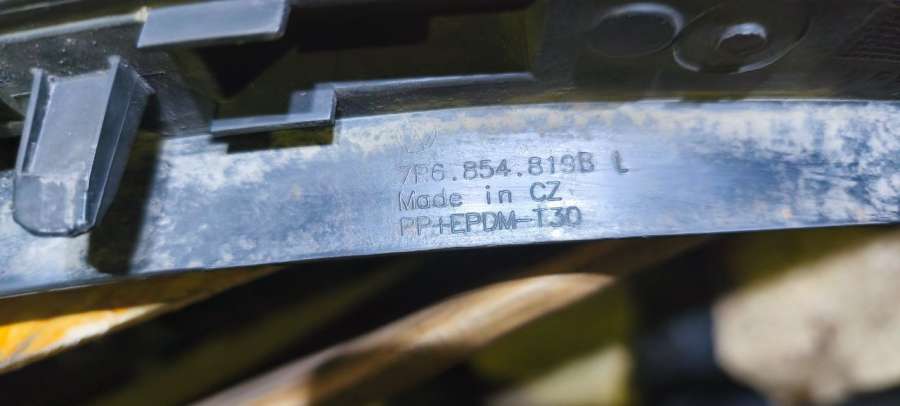 7P6.854.819B L
Made in CZ
PP+EPDM-T30